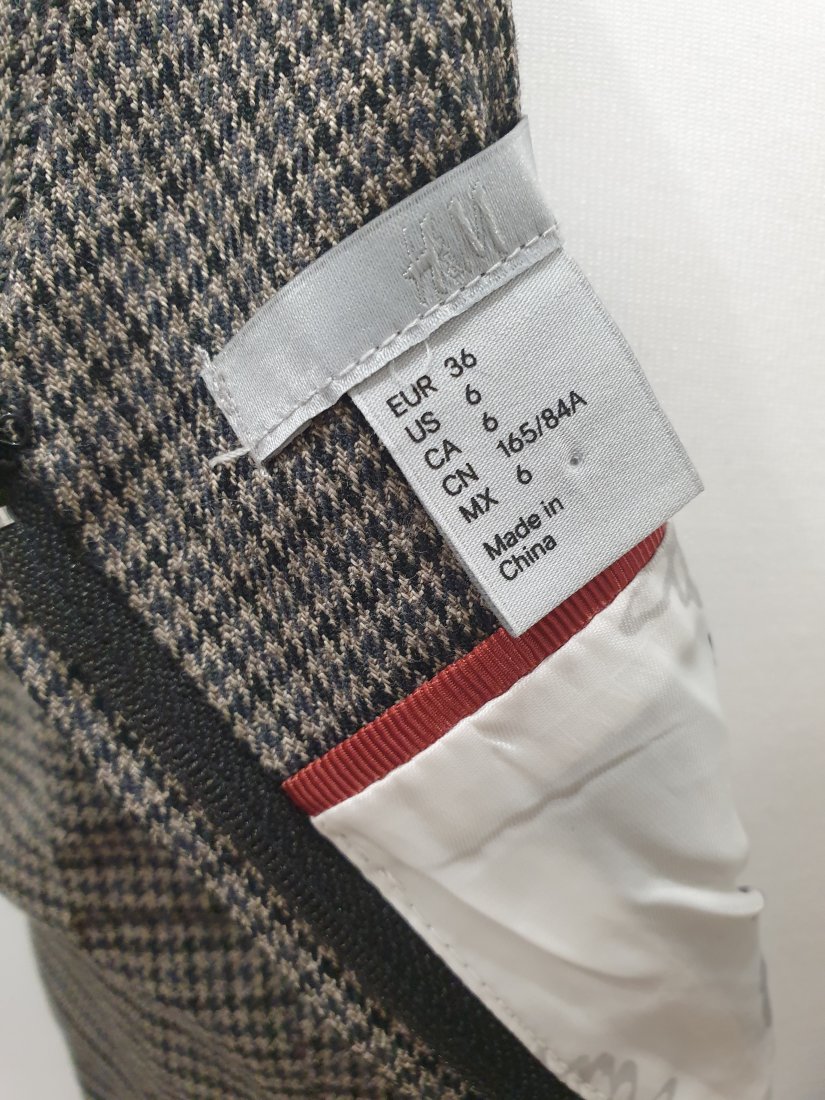 H&M
EUR 36
US 6
CA 6
CN 165/84A
MX 6
Made in
China